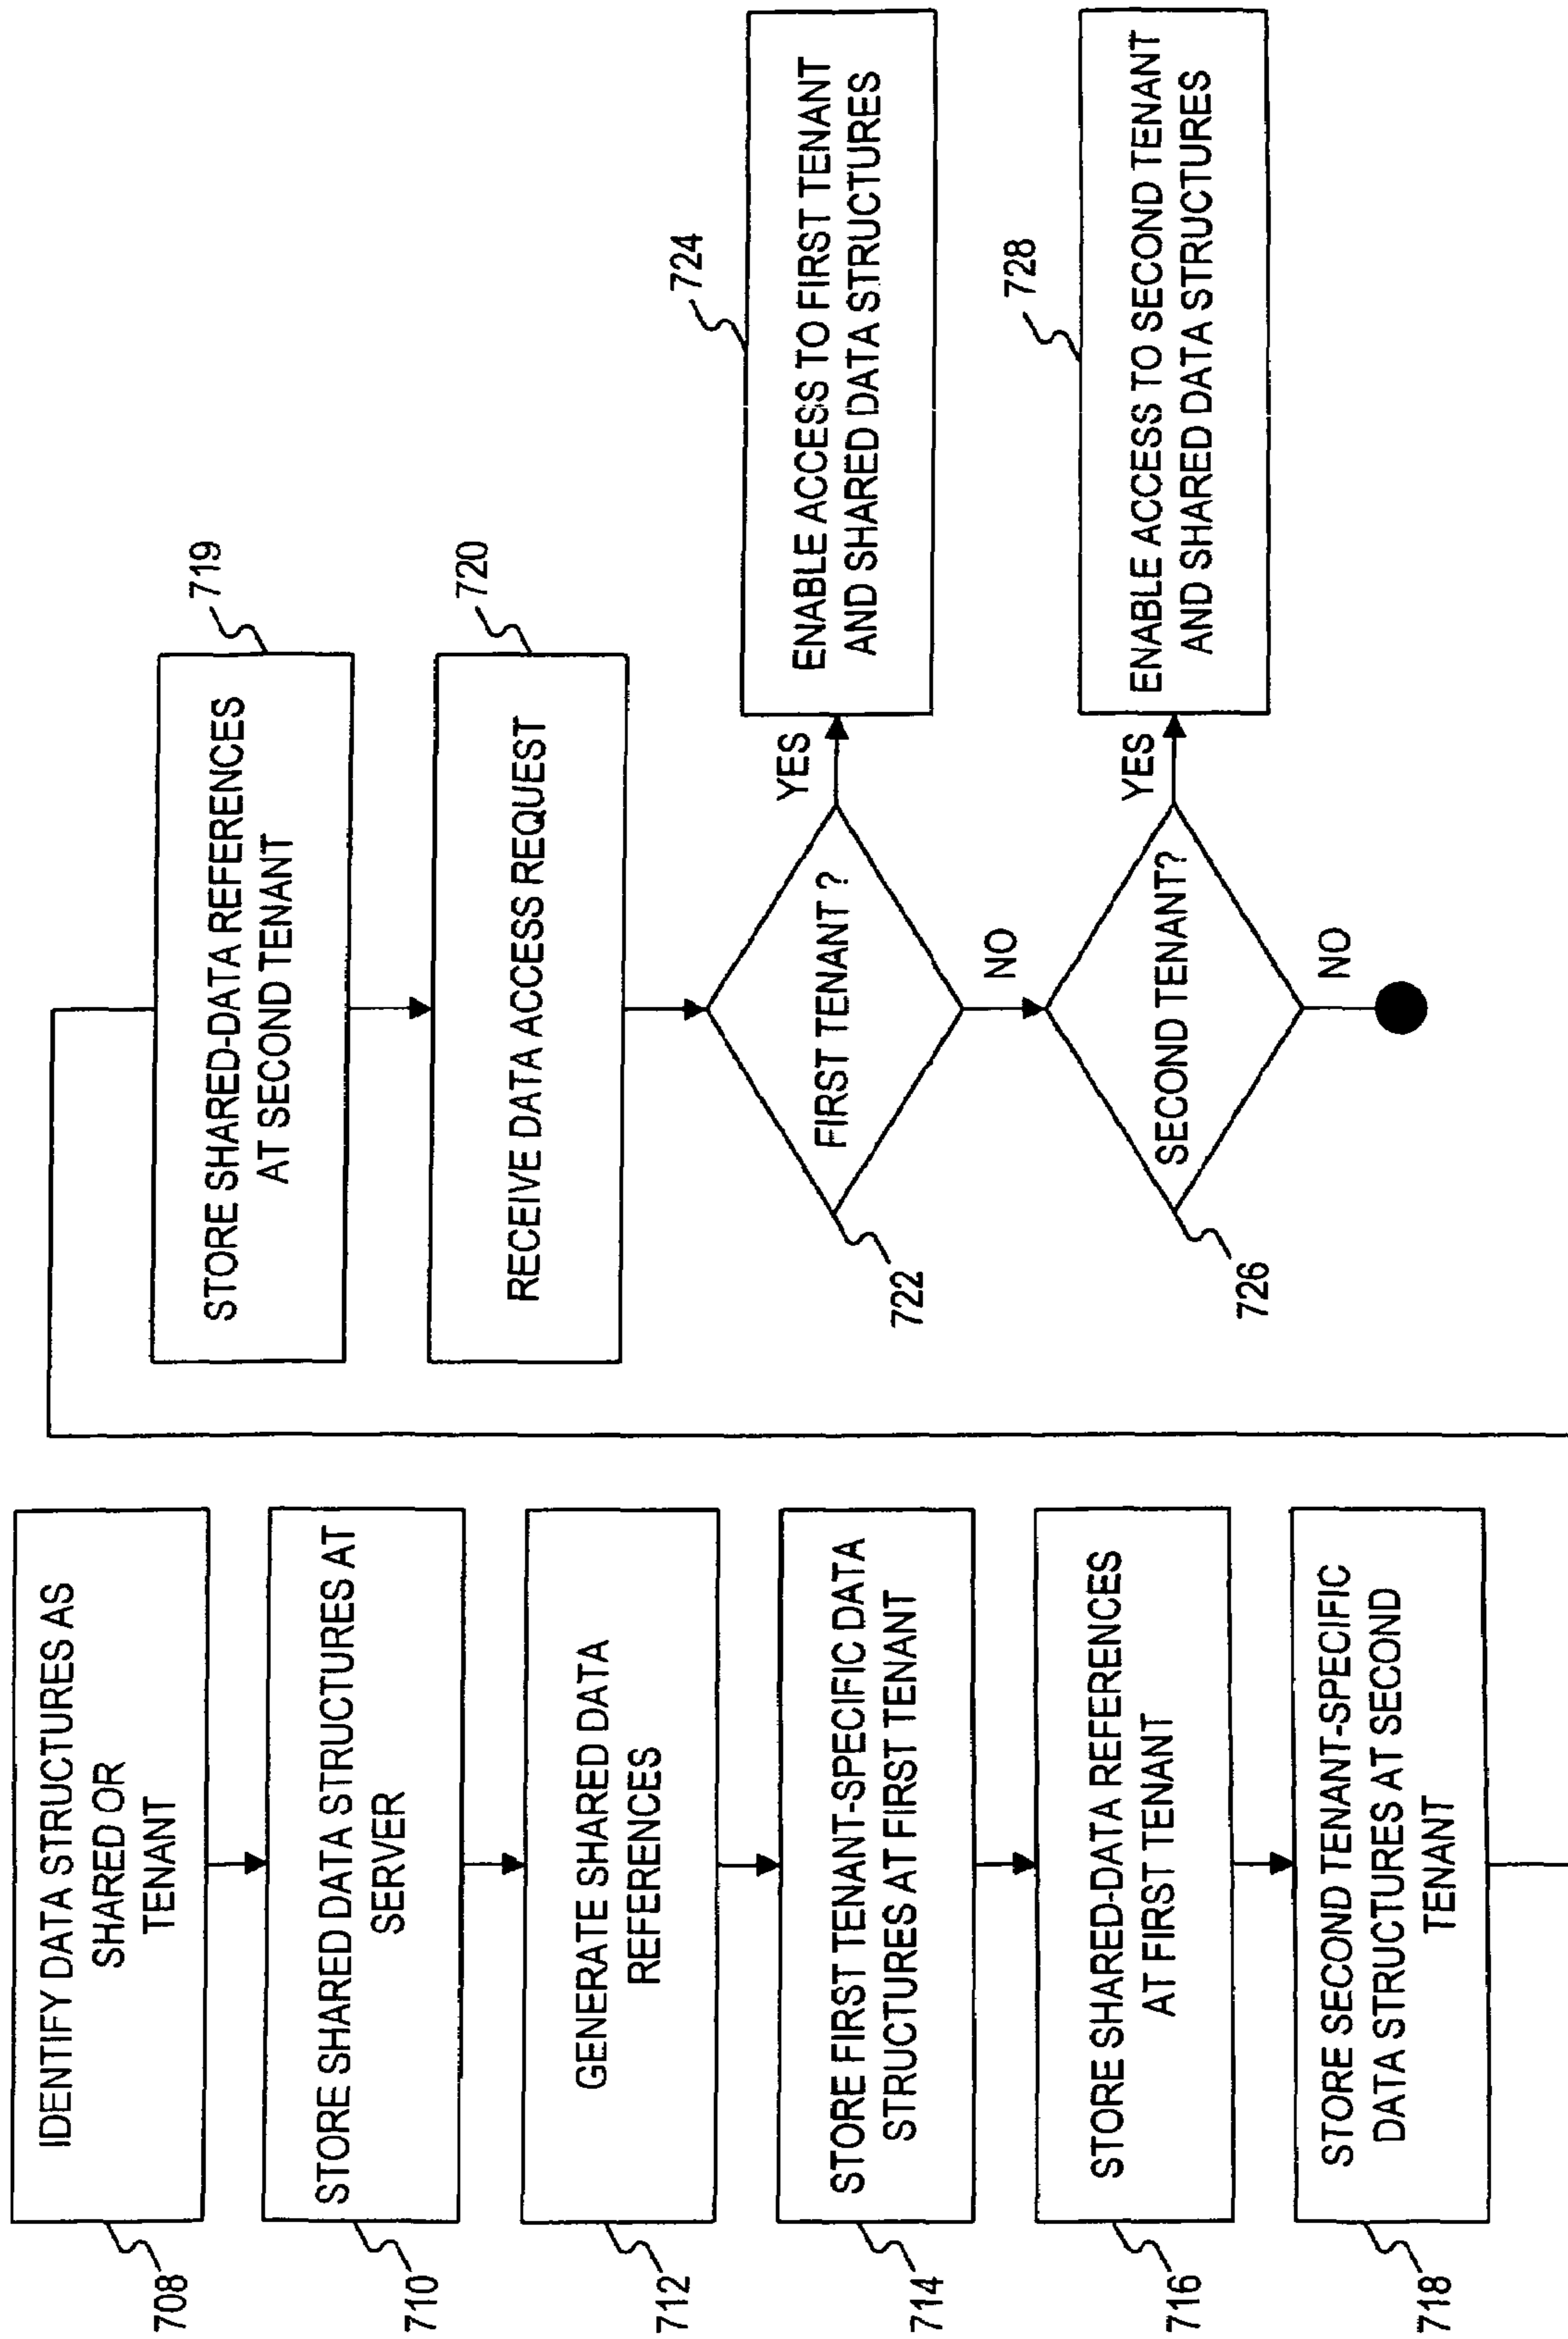 IDENTIFY DATA STRUCTURES AS
SHARED OR
TENANT
708
STORE SHARED DATA STRUCTURES AT
SERVER
710
GENERATE SHARED DATA
REFERENCES
712
STORE FIRST TENANT-SPECIFIC DATA
STRUCTURES AT FIRST TENANT
714
STORE SHARED-DATA REFERENCES
AT FIRST TENANT
716
STORE SECOND TENANT-SPECIFIC
DATA STRUCTURES AT SECOND
TENANT
718
STORE SHARED-DATA REFERENCES
AT SECOND TENANT
719
RECEIVE DATA ACCESS REQUEST
720
FIRST TENANT ?
722
YES
ENABLE ACCESS TO FIRST TENANT
AND SHARED DATA STRUCTURES
724
NO
SECOND TENANT?
726
YES
ENABLE ACCESS TO SECOND TENANT
AND SHARED DATA STRUCTURES
728
NO